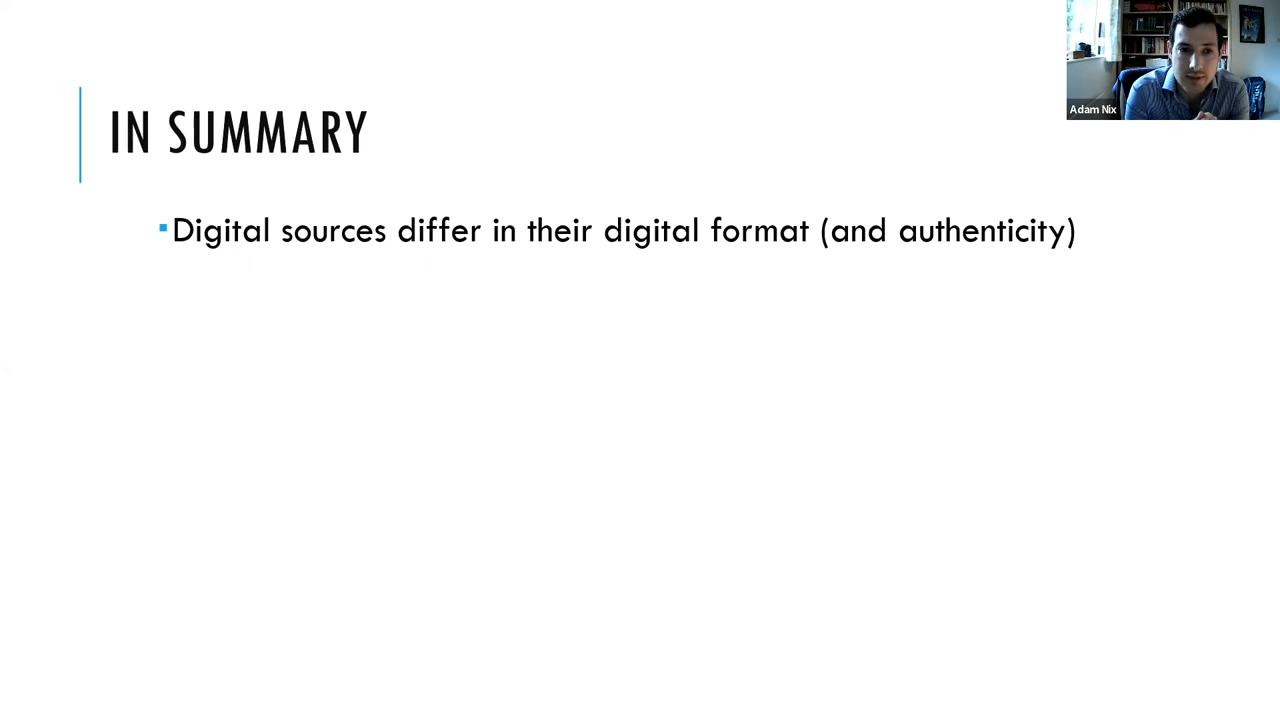 IN SUMMARY
Digital sources differ in their digital format (and authenticity)
Adam Nix